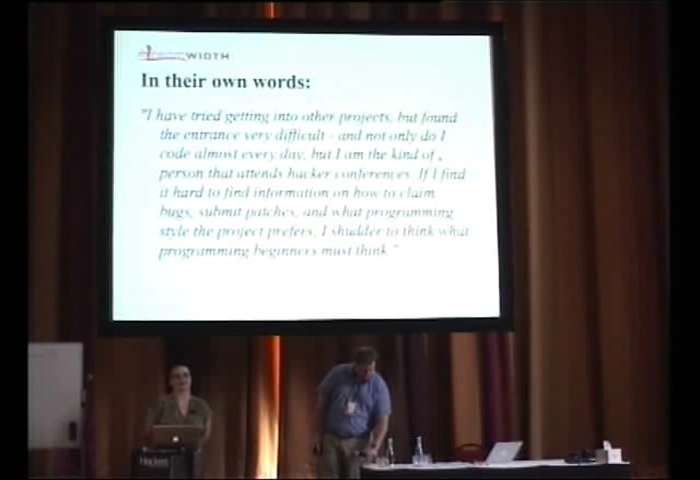 WIDTH
In their own words:
"I have tried getting into other projects, but found
the entrance very difficult - and not only do I
code almost every day, but I am the kind of ,
person that attends hacker conferences. If I find
it hard to find information on how to claim
bugs, submit patches, and what programming
style the project prefers, I shudder to think what
programming beginners must think."